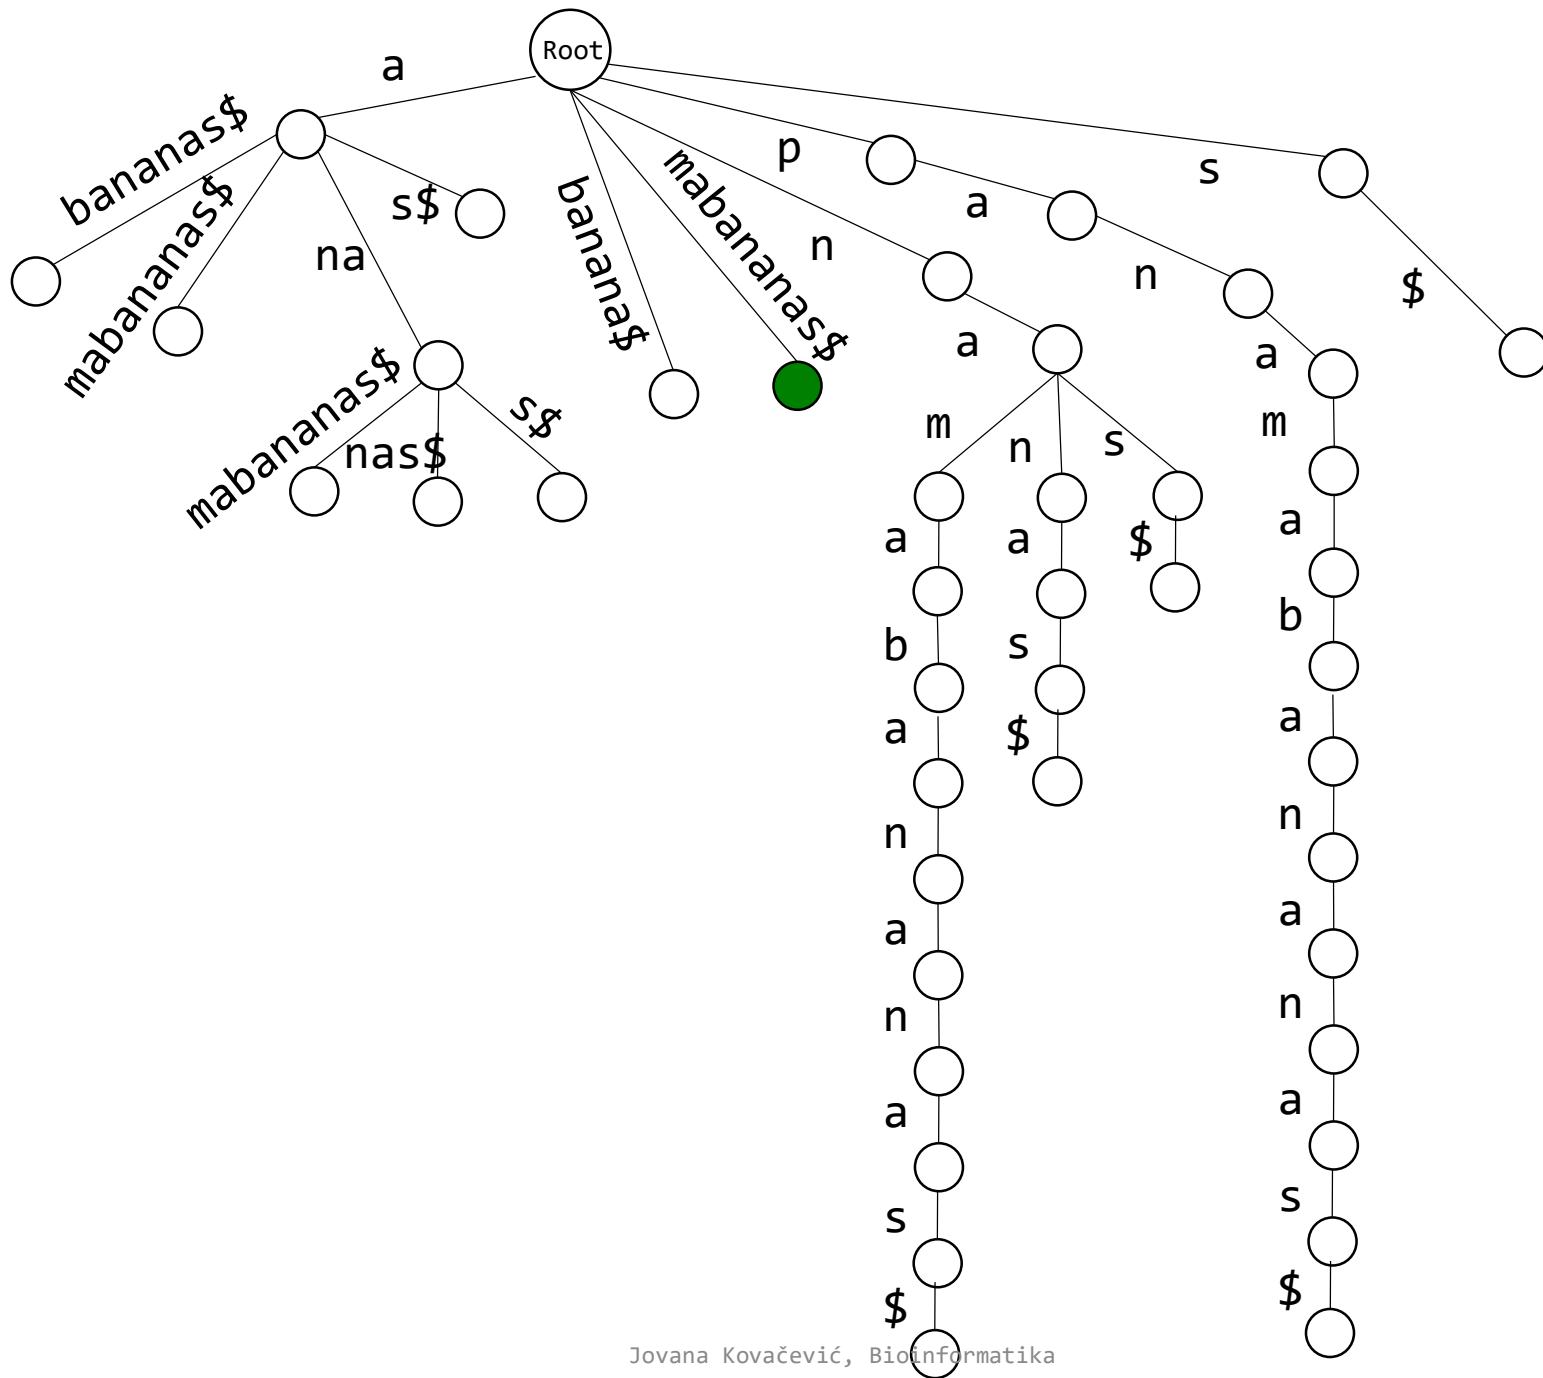 Root
a
bananas$
mabananas$
na
s$
mabananas$
nas$
s$
banana$
mabananas$
n
a
m
a
b
a
n
a
n
a
s
$
n
a
s
$
s
$
p
a
n
a
m
a
b
a
n
a
n
a
s
$
s
$
Jovana Kovačević, Bioinformatika